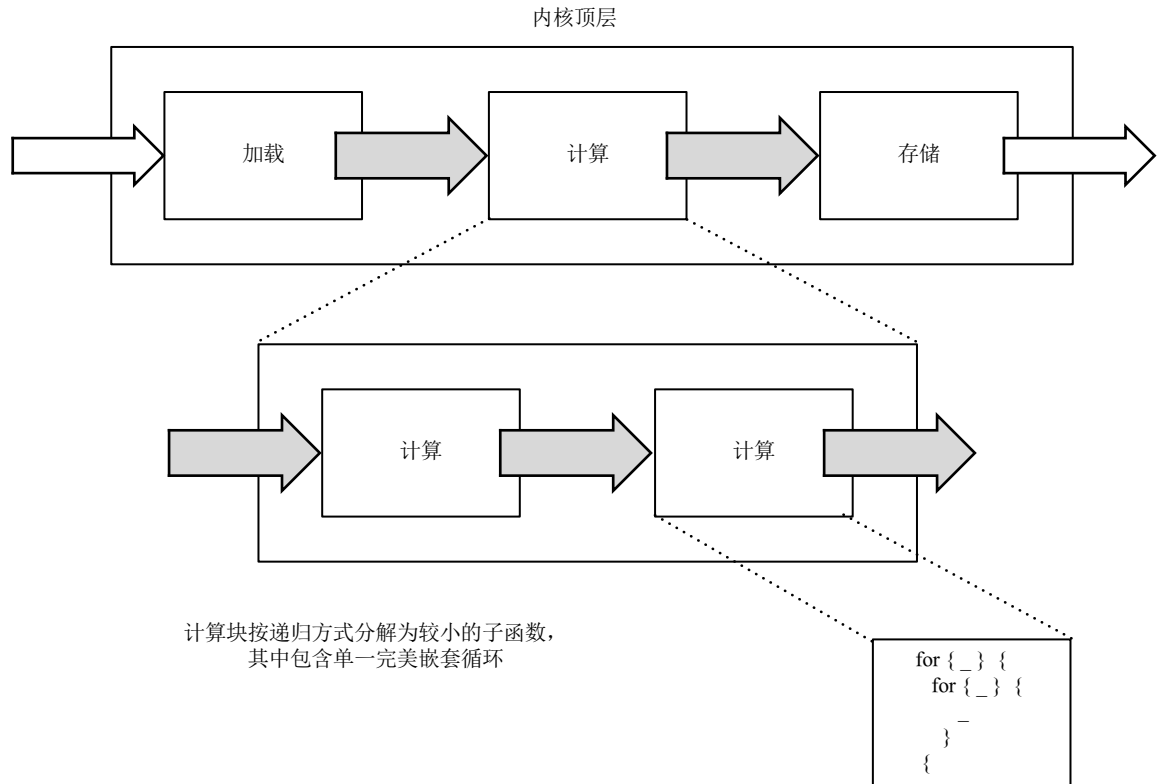 内核顶层
加载
计算
存储
计算
计算
计算块按递归方式分解为较小的子函数，
其中包含单一完美嵌套循环
for { _ } {
for { _ } {
_
}
{